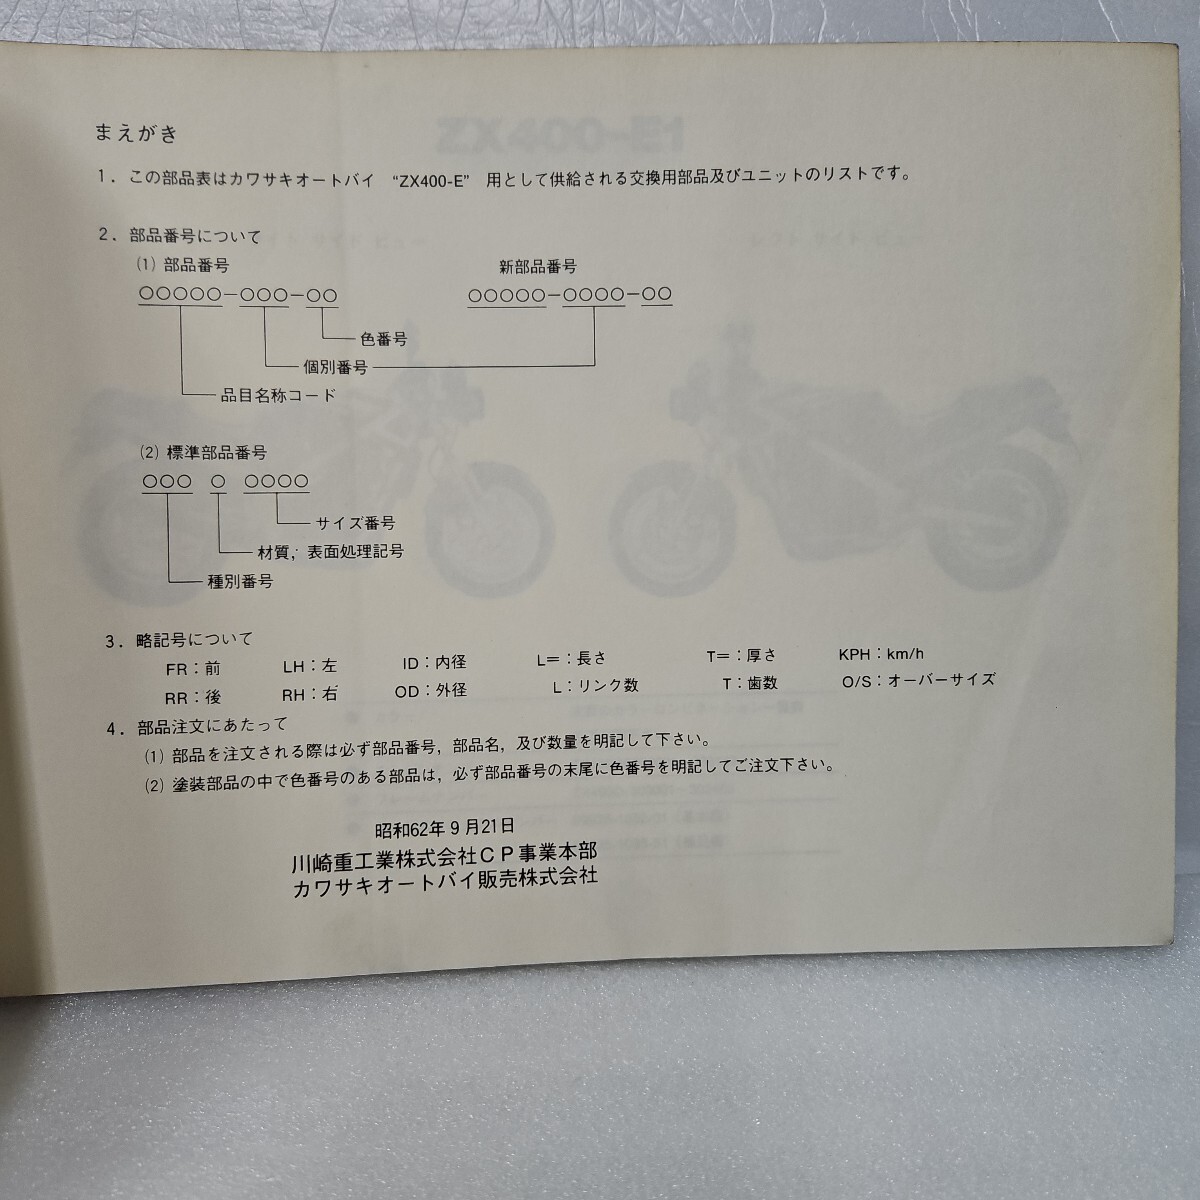 まえがき
1. この部品表はカワサキオートバイ “ZX400-E” 用として供給される交換用部品及びユニットのリストです。
2. 部品番号について
(1) 部品番号 新部品番号
○○○○○-○○○-○○ ○○○○○-○○○○-○○
色番号
個別番号
品目名称コード
(2) 標準部品番号
○○○ ○ ○○○○
サイズ番号
材質, 表面処理記号
種別番号
3. 略記号について
FR:前 LH:左 ID:内径 L=:長さ T=:厚さ KPH:km/h
RR:後 RH:右 OD:外径 L:リンク数 T:歯数 O/S:オーバーサイズ
4. 部品注文にあたって
(1) 部品を注文される際は必ず部品番号, 部品名, 及び数量を明記して下さい。
(2) 塗装部品の中で色番号のある部品は, 必ず部品番号の末尾に色番号を明記してご注文下さい。
昭和62年9月21日
川崎重工業株式会社CP事業本部
カワサキオートバイ販売株式会社
ZX400-E1